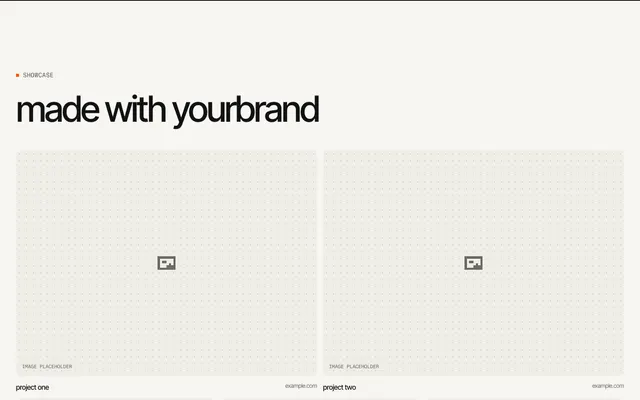 SHOWCASE
made with yourbrand
IMAGE PLACEHOLDER
IMAGE PLACEHOLDER
project one
example.com
project two
example.com